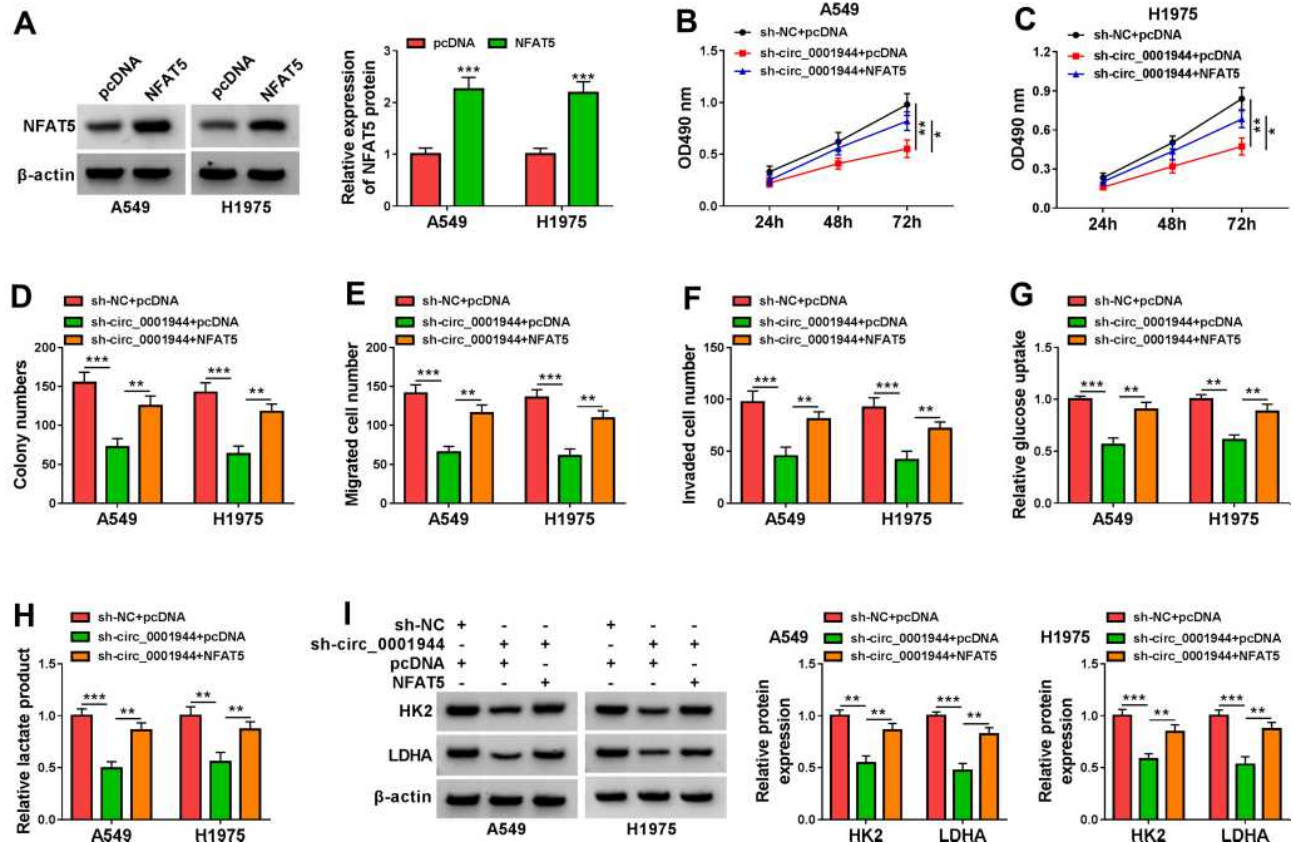 A
pcDNA
NFAT5
pcDNA
NFAT5
NFAT5
β-actin
A549
H1975
pcDNA
NFAT5
Relative expression
of NFAT5 protein
3
2
1
0
***
***
A549
H1975
B
A549
sh-NC+pcDNA
sh-circ_0001944+pcDNA
sh-circ_0001944+NFAT5
OD490 nm
1.5
1.0
0.5
0.0
**
*
24h
48h
72h
C
H1975
sh-NC+pcDNA
sh-circ_0001944+pcDNA
sh-circ_0001944+NFAT5
OD490 nm
1.2
0.9
0.6
0.3
0.0
**
*
24h
48h
72h
D
sh-NC+pcDNA
sh-circ_0001944+pcDNA
sh-circ_0001944+NFAT5
Colony numbers
200
150
100
50
0
***
**
***
**
A549
H1975
E
sh-NC+pcDNA
sh-circ_0001944+pcDNA
sh-circ_0001944+NFAT5
Migrated cell number
200
150
100
50
0
***
**
***
**
A549
H1975
F
sh-NC+pcDNA
sh-circ_0001944+pcDNA
sh-circ_0001944+NFAT5
Invaded cell number
150
100
50
0
***
**
***
**
A549
H1975
G
sh-NC+pcDNA
sh-circ_0001944+pcDNA
sh-circ_0001944+NFAT5
Relative glucose uptake
1.5
1.0
0.5
0.0
***
**
**
**
A549
H1975
H
sh-NC+pcDNA
sh-circ_0001944+pcDNA
sh-circ_0001944+NFAT5
Relative lactate product
1.5
1.0
0.5
0.0
***
**
**
**
A549
H1975
I
sh-NC + - - + - -
sh-circ_0001944 - + + - + +
pcDNA + + - + + -
NFAT5 - - + - - +
HK2
LDHA
β-actin
A549
H1975
A549
sh-NC+pcDNA
sh-circ_0001944+pcDNA
sh-circ_0001944+NFAT5
Relative protein
expression
1.5
1.0
0.5
0.0
**
**
***
**
HK2
LDHA
H1975
sh-NC+pcDNA
sh-circ_0001944+pcDNA
sh-circ_0001944+NFAT5
Relative protein
expression
1.5
1.0
0.5
0.0
***
**
***
**
HK2
LDHA